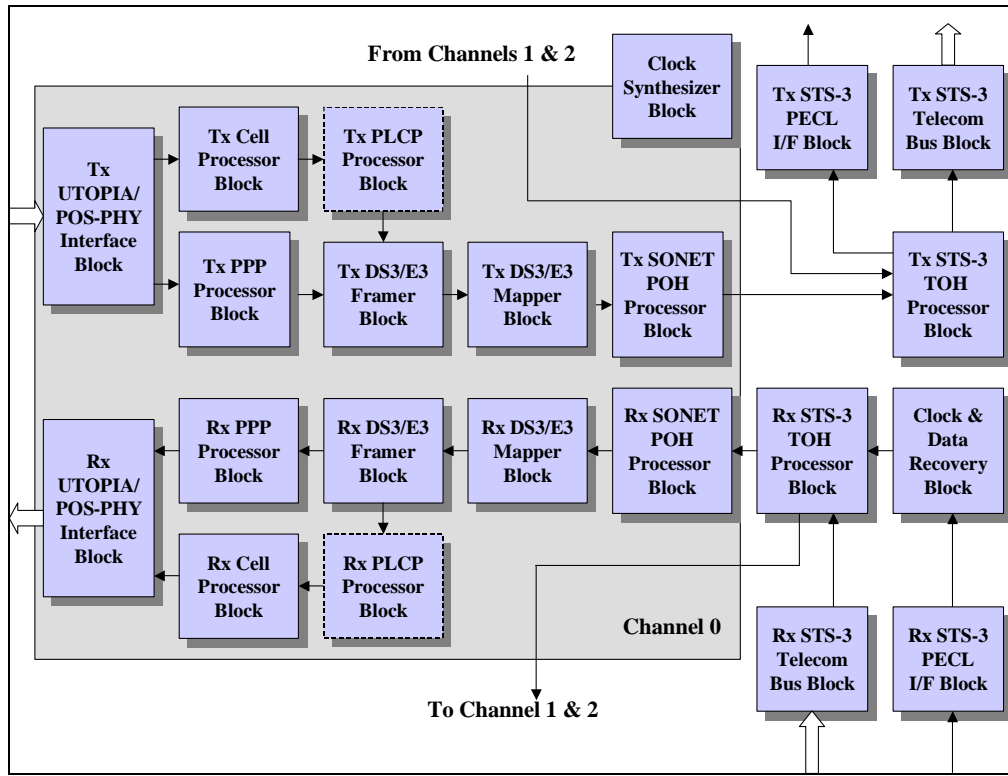 From Channels 1 & 2
Clock
Synthesizer
Block
Tx STS-3
PECL
I/F Block
Tx STS-3
Telecom
Bus Block
Tx
UTOPIA/
POS-PHY
Interface
Block
Tx Cell
Processor
Block
Tx PLCP
Processor
Block
Tx PPP
Processor
Block
Tx DS3/E3
Framer
Block
Tx DS3/E3
Mapper
Block
Tx SONET
POH
Processor
Block
Tx STS-3
TOH
Processor
Block
Rx
UTOPIA/
POS-PHY
Interface
Block
Rx PPP
Processor
Block
Rx DS3/E3
Framer
Block
Rx DS3/E3
Mapper
Block
Rx SONET
POH
Processor
Block
Rx STS-3
TOH
Processor
Block
Clock &
Data
Recovery
Block
Rx Cell
Processor
Block
Rx PLCP
Processor
Block
Channel 0
Rx STS-3
Telecom
Bus Block
Rx STS-3
PECL
I/F Block
To Channel 1 & 2